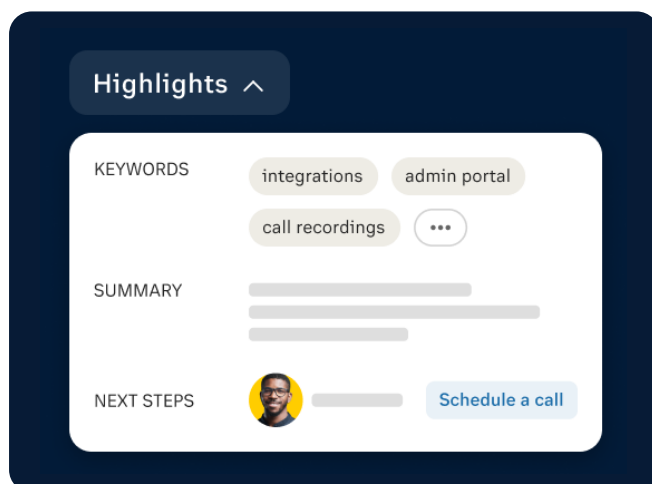 Highlights
KEYWORDS
integrations
admin portal
call recordings
•••
SUMMARY
NEXT STEPS
Schedule a call